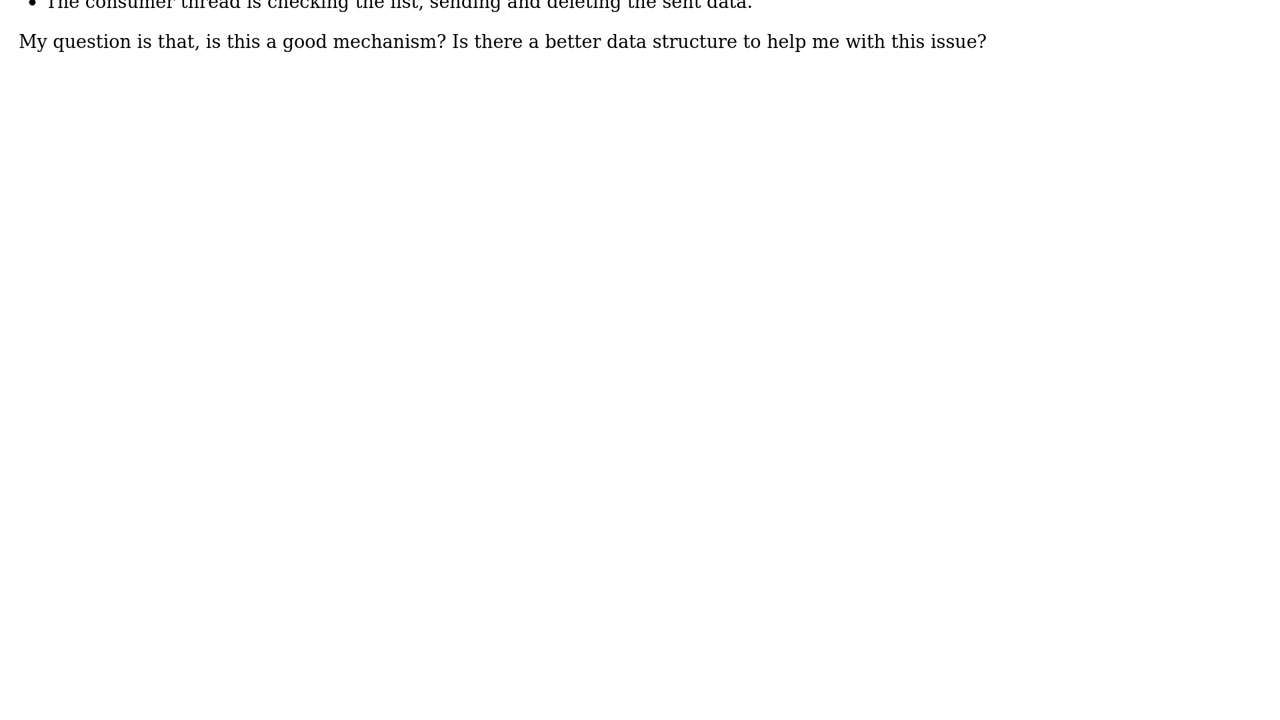 • The consumer thread is checking the list, sending and deleting the sent data.
My question is that, is this a good mechanism? Is there a better data structure to help me with this issue?